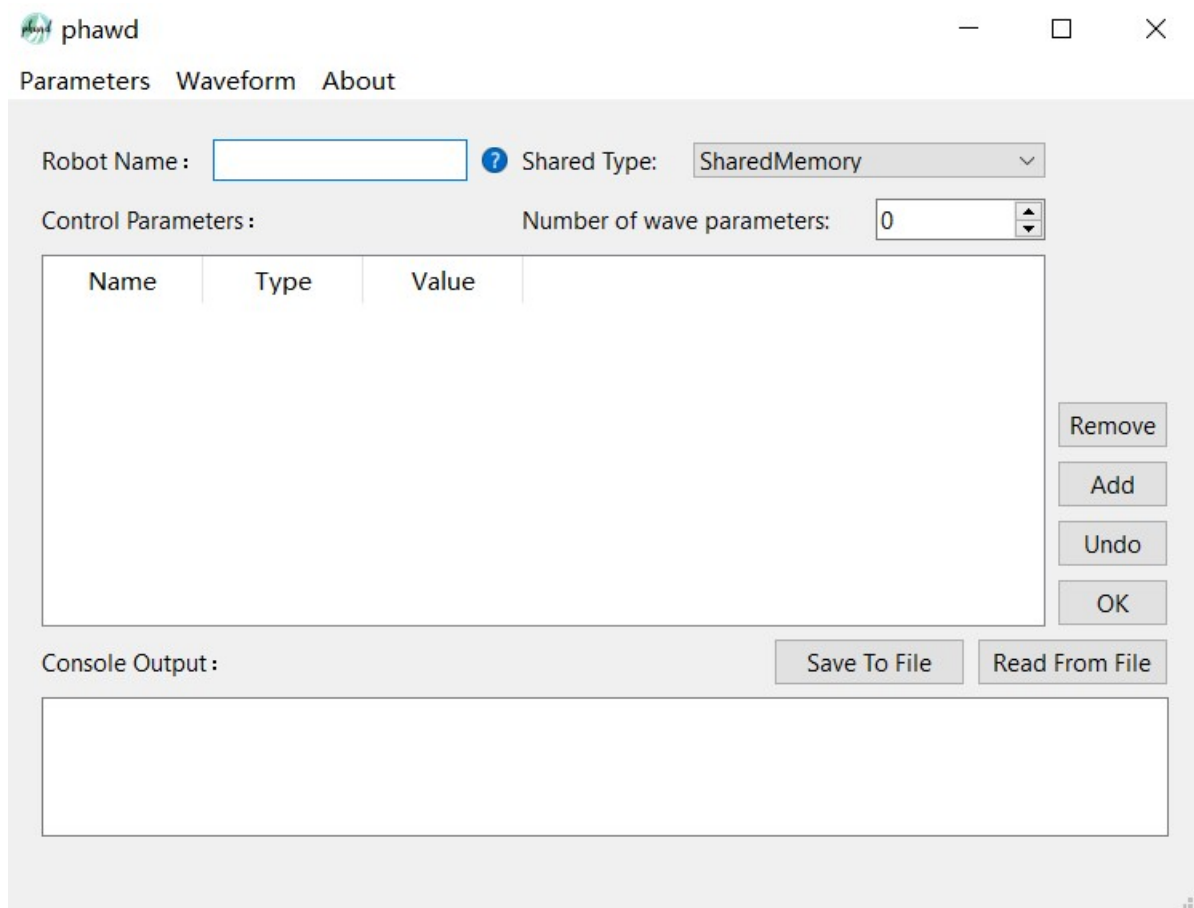 phawd
Parameters Waveform About
Robot Name： ? Shared Type: SharedMemory
Control Parameters： Number of wave parameters: 0
Name Type Value
Remove
Add
Undo
OK
Console Output： Save To File Read From File